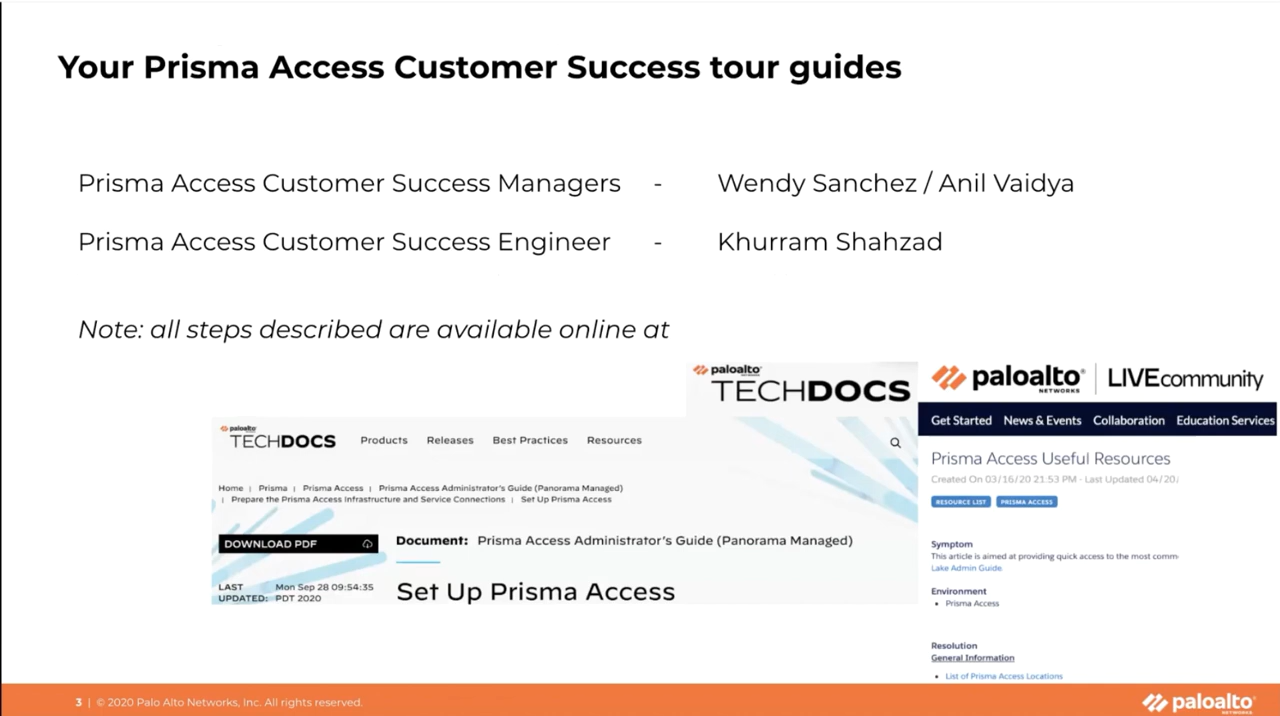 Your Prisma Access Customer Success tour guides
Prisma Access Customer Success Managers - Wendy Sanchez / Anil Vaidya
Prisma Access Customer Success Engineer - Khurram Shahzad
Note: all steps described are available online at
paloalto NETWORKS
TECHDOCS
paloalto NETWORKS
TECHDOCS Products Releases Best Practices Resources
Home | Prisma | Prisma Access | Prisma Access Administrator's Guide (Panorama Managed)
| Prepare the Prisma Access Infrastructure and Service Connections | Set Up Prisma Access
DOWNLOAD PDF
Document: Prisma Access Administrator's Guide (Panorama Managed)
LAST UPDATED: Mon Sep 28 09:54:35 PDT 2020
Set Up Prisma Access
paloalto NETWORKS | LIVEcommunity
Get Started News & Events Collaboration Education Services
Prisma Access Useful Resources
Created On 03/16/20 21:53 PM - Last Updated 04/20/
RESOURCE LIST PRISMA ACCESS
Symptom
This article is aimed at providing quick access to the most comm
Lake Admin Guide.
Environment
• Prisma Access
Resolution
General Information
• List of Prisma Access Locations
3 | © 2020 Palo Alto Networks, Inc. All rights reserved.
paloalto NETWORKS